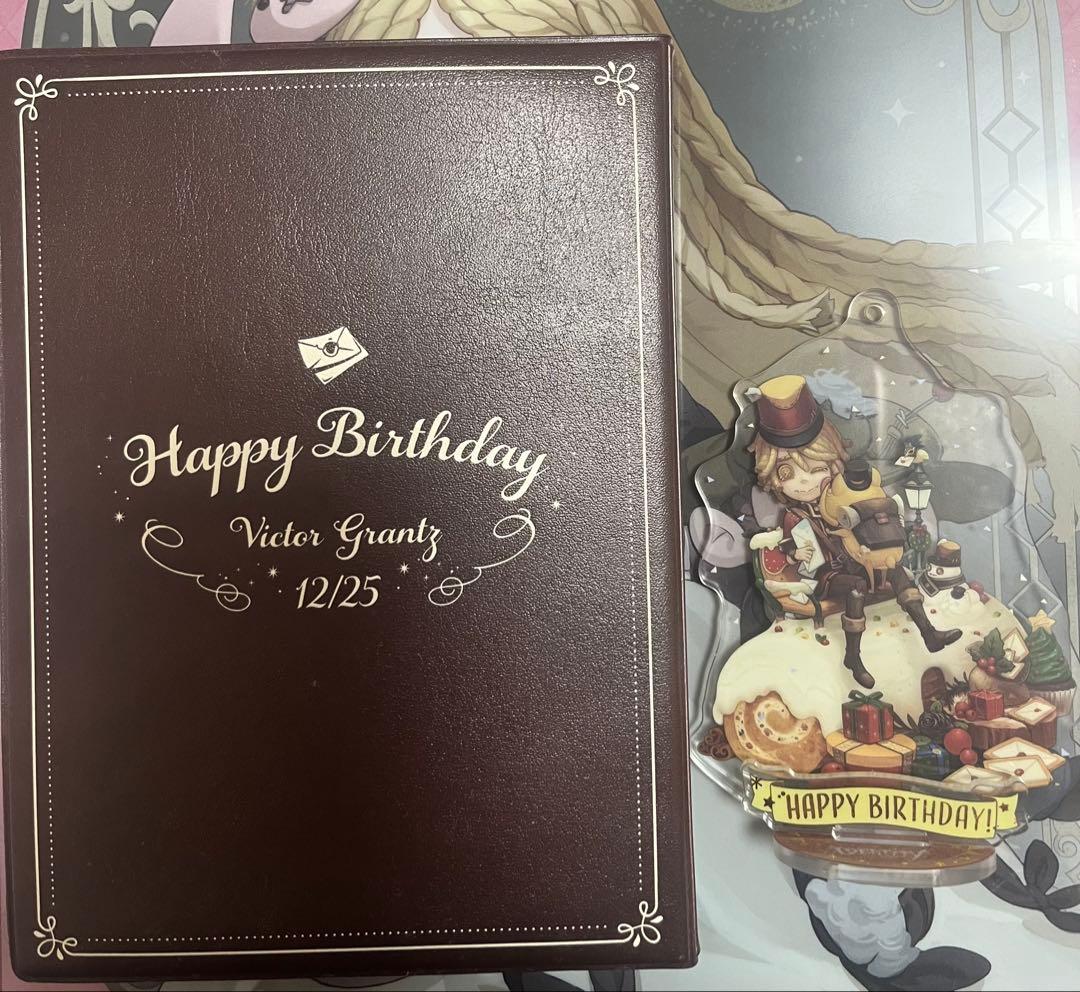 Happy Birthday
Victor Grantz
12/25
HAPPY BIRTHDAY!